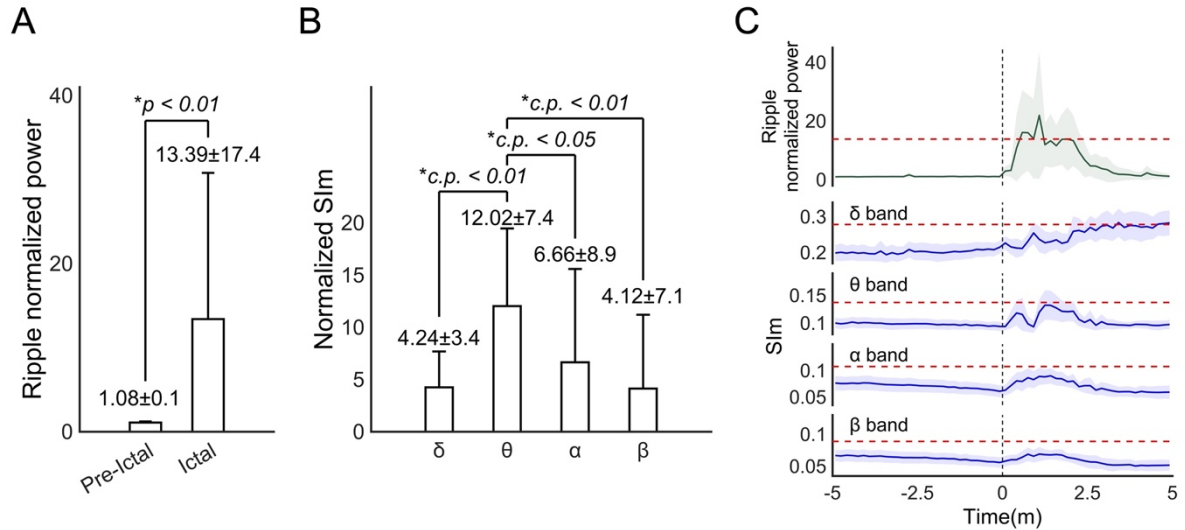 A
Ripple normalized power
40
20
0
*p < 0.01
13.39±17.4
1.08±0.1
Pre-Ictal
Ictal
B
Normalized SIm
20
15
10
5
0
*c.p. < 0.01
*c.p. < 0.05
*c.p. < 0.01
12.02±7.4
6.66±8.9
4.12±7.1
4.24±3.4
δ
θ
α
β
C
Ripple
normalized power
40
20
0
SIm
0.3
δ band
0.2
θ band
0.15
0.1
α band
0.1
0.05
β band
0.1
0.05
-5
-2.5
0
2.5
5
Time(m)